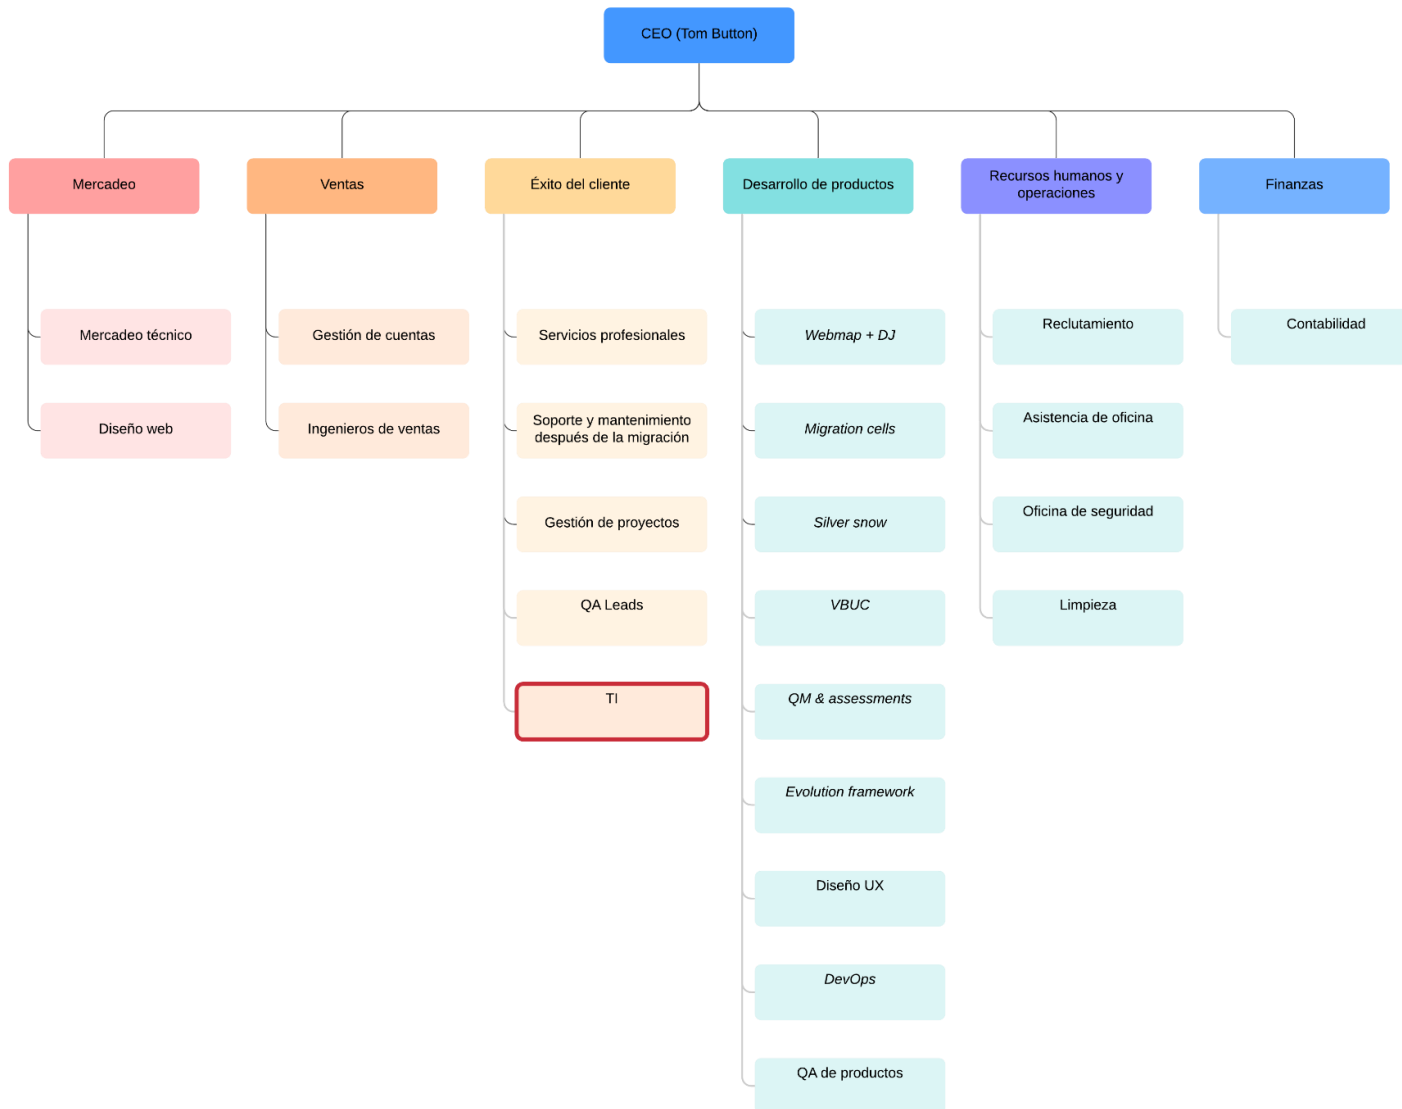 CEO (Tom Button)
Mercadeo
Ventas
Éxito del cliente
Desarrollo de productos
Recursos humanos y
operaciones
Finanzas
Mercadeo técnico
Gestión de cuentas
Servicios profesionales
Webmap + DJ
Reclutamiento
Contabilidad
Diseño web
Ingenieros de ventas
Soporte y mantenimiento
después de la migración
Migration cells
Asistencia de oficina
Gestión de proyectos
Silver snow
Oficina de seguridad
QA Leads
VBUC
Limpieza
TI
QM & assessments
Evolution framework
Diseño UX
DevOps
QA de productos